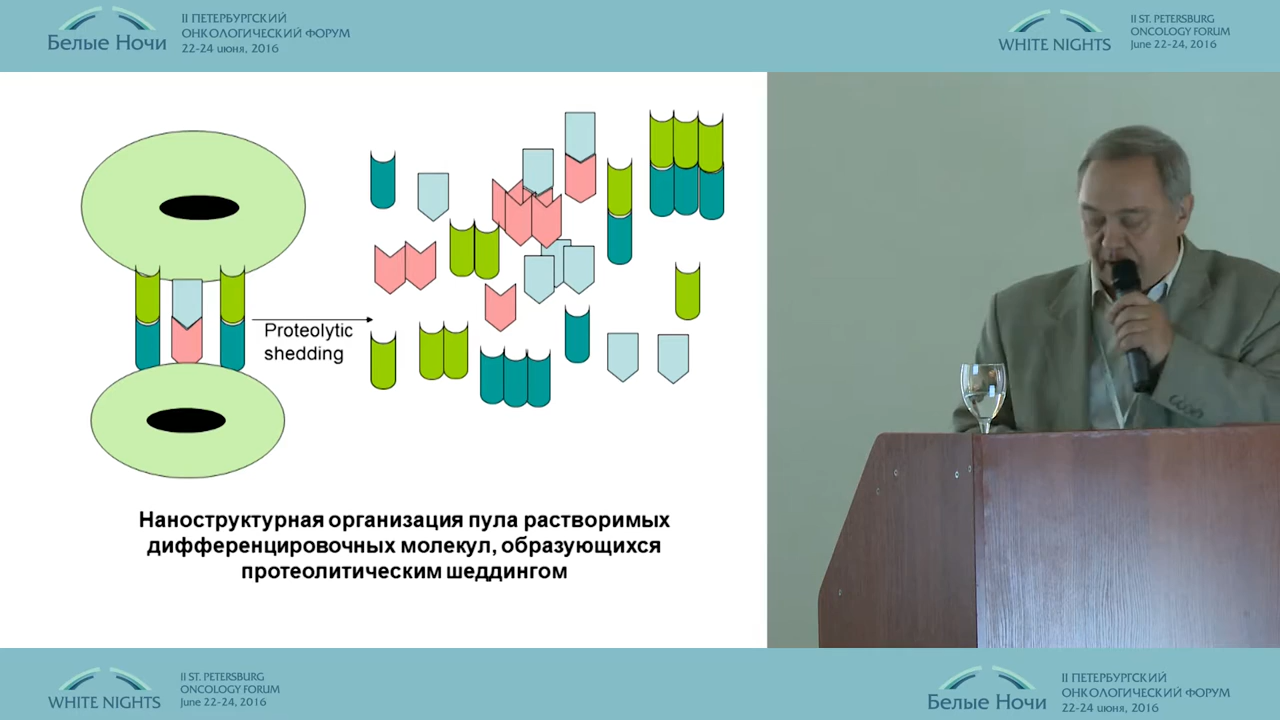 Белые Ночи
II ПЕТЕРБУРГСКИЙ
ОНКОЛОГИЧЕСКИЙ ФОРУМ
22-24 июня, 2016
WHITE NIGHTS
II ST. PETERSBURG
ONCOLOGY FORUM
June 22-24, 2016
Proteolytic
shedding
Наноструктурная организация пула растворимых
дифференцировочных молекул, образующихся
протеолитическим шеддингом
WHITE NIGHTS
II ST. PETERSBURG
ONCOLOGY FORUM
June 22-24, 2016
Белые Ночи
II ПЕТЕРБУРГСКИЙ
ОНКОЛОГИЧЕСКИЙ ФОРУМ
22-24 июня, 2016